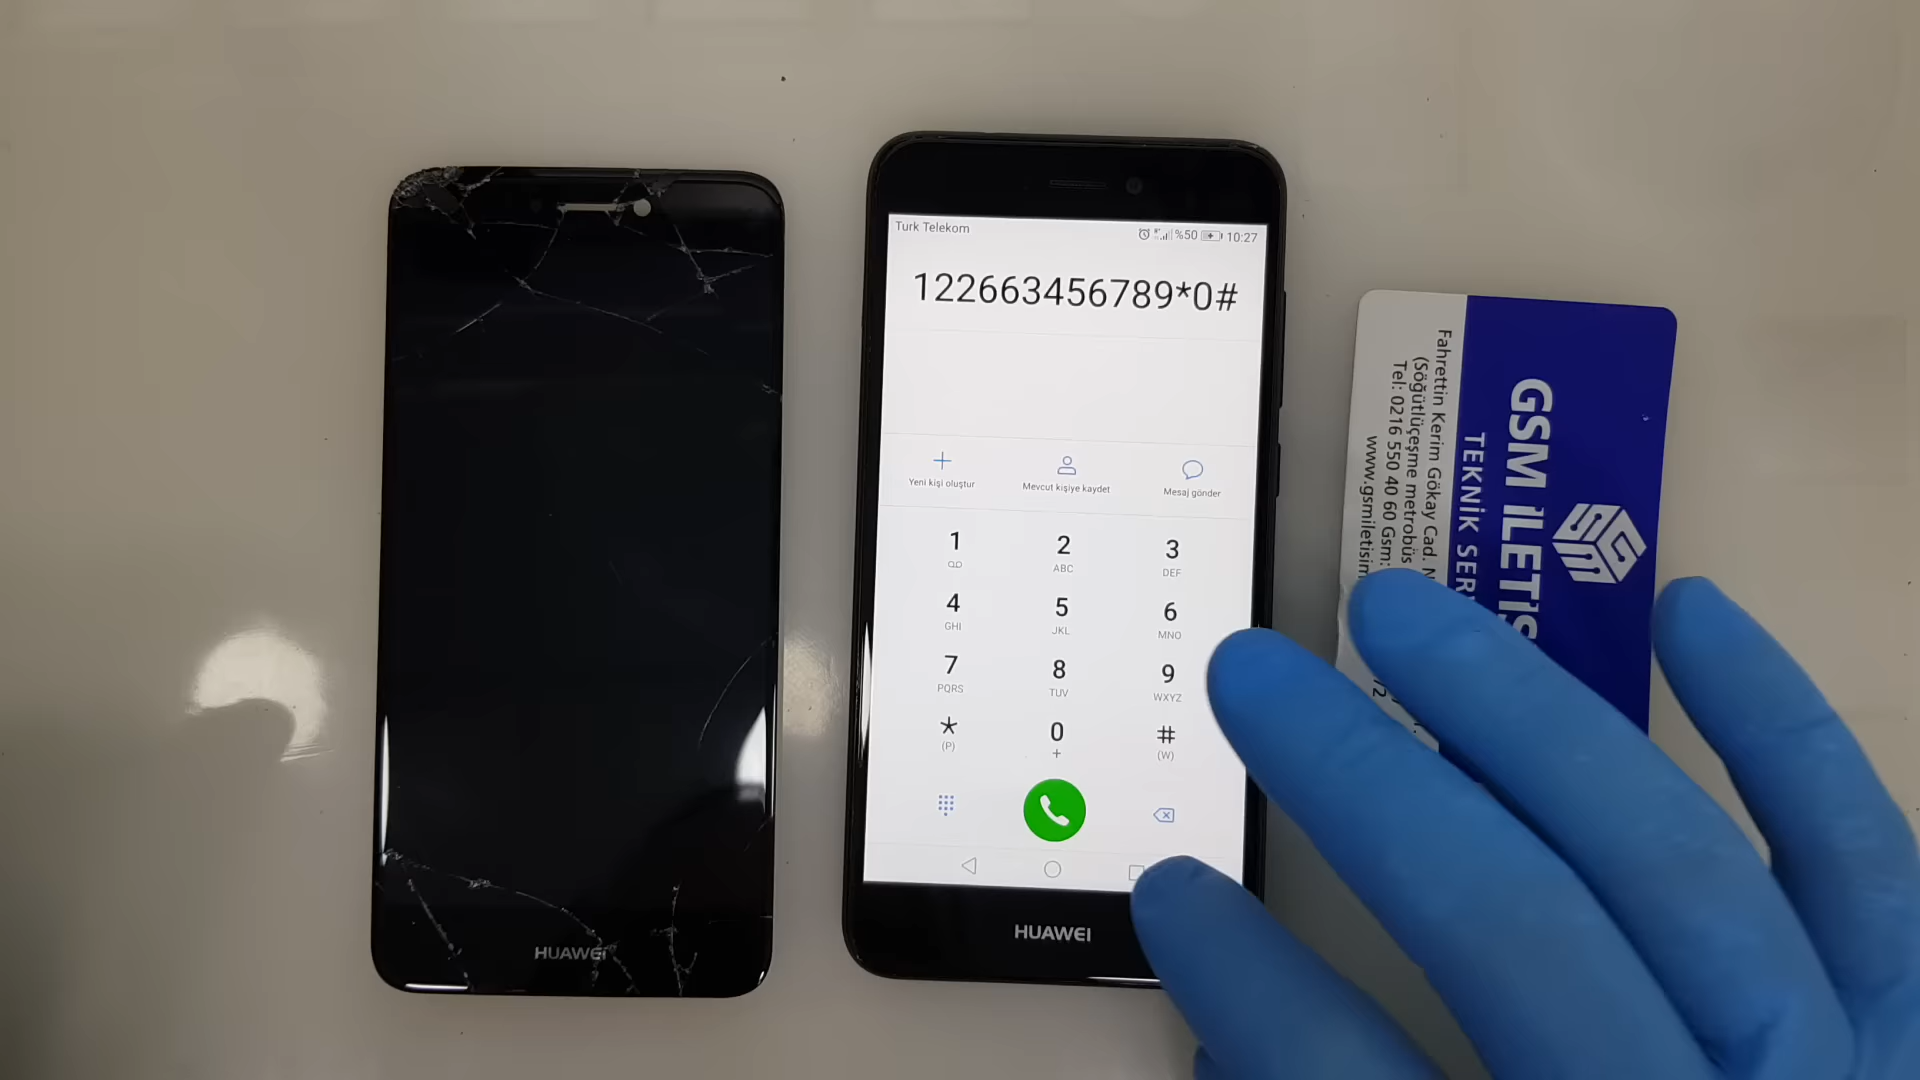 HUAWEI
Turk Telekom
%50 10:27
122663456789*0#
Yeni kişi oluştur
Mevcut kişiye kaydet
Mesaj gönder
1
2 ABC
3 DEF
4 GHI
5 JKL
6 MNO
7 PQRS
8 TUV
9 WXYZ
* (P)
0 +
# (W)
HUAWEI
GSM İLETİŞ
TEKNİK SER
Fahrettin Kerim Gökay Cad.
(Söğütlüçeşme metrobüs
Tel: 0216 550 40 60 Gsm:
www.gsmiletisim